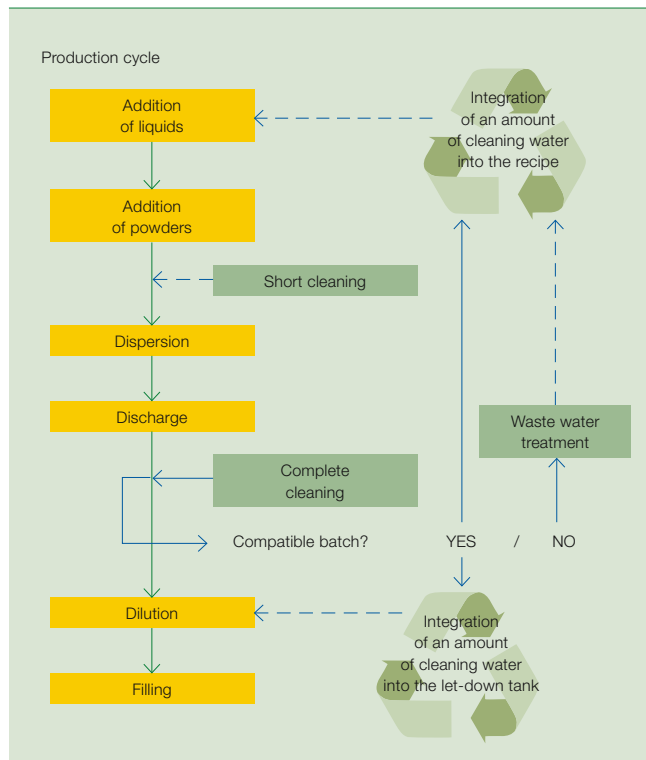 Production cycle
Addition
of liquids
Integration
of an amount
of cleaning water
into the recipe
Addition
of powders
Short cleaning
Dispersion
Discharge
Waste water
treatment
Complete
cleaning
Compatible batch?
YES / NO
Dilution
Integration
of an amount
of cleaning water
into the let-down tank
Filling